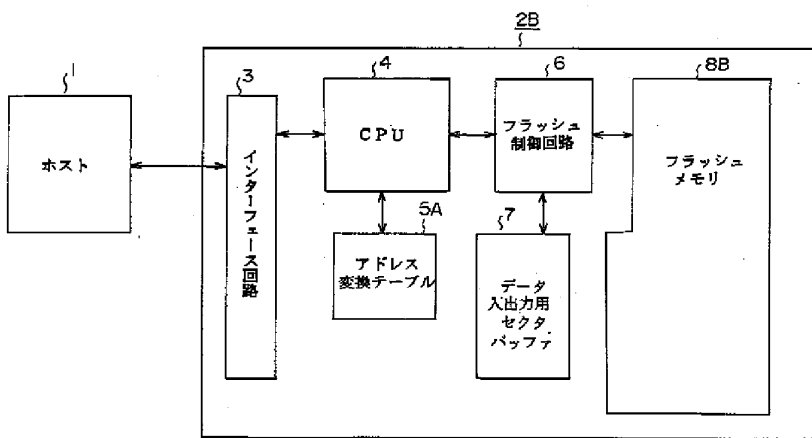 2B
1
ホスト
3
インターフェース回路
4
CPU
5A
アドレス
変換テーブル
6
フラッシュ
制御回路
7
データ
入出力用
セクタ
バッファ
8B
フラッシュ
メモリ